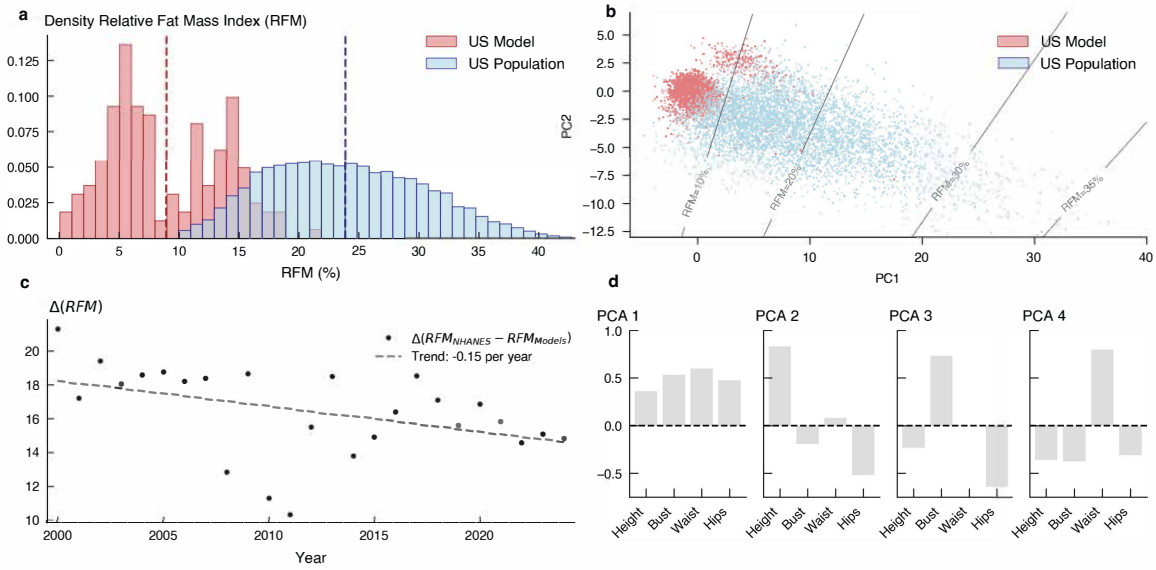 a
Density Relative Fat Mass Index (RFM)
US Model
US Population
0.125
0.100
0.075
0.050
0.025
0.000
0 5 10 15 20 25 30 35 40
RFM (%)
b
US Model
US Population
5.0
2.5
0.0
−2.5
−5.0
−7.5
−10.0
−12.5
PC2
RFM=10%
RFM=20%
RFM=30%
RFM=35%
0 10 20 30 40
PC1
c
Δ(RFM)
Δ(RFM_NHANES − RFM_Models)
Trend: -0.15 per year
20
18
16
14
12
10
2000 2005 2010 2015 2020
Year
d
PCA 1 PCA 2 PCA 3 PCA 4
1.0
0.5
0.0
−0.5
Height Bust Waist Hips Height Bust Waist Hips Height Bust Waist Hips Height Bust Waist Hips